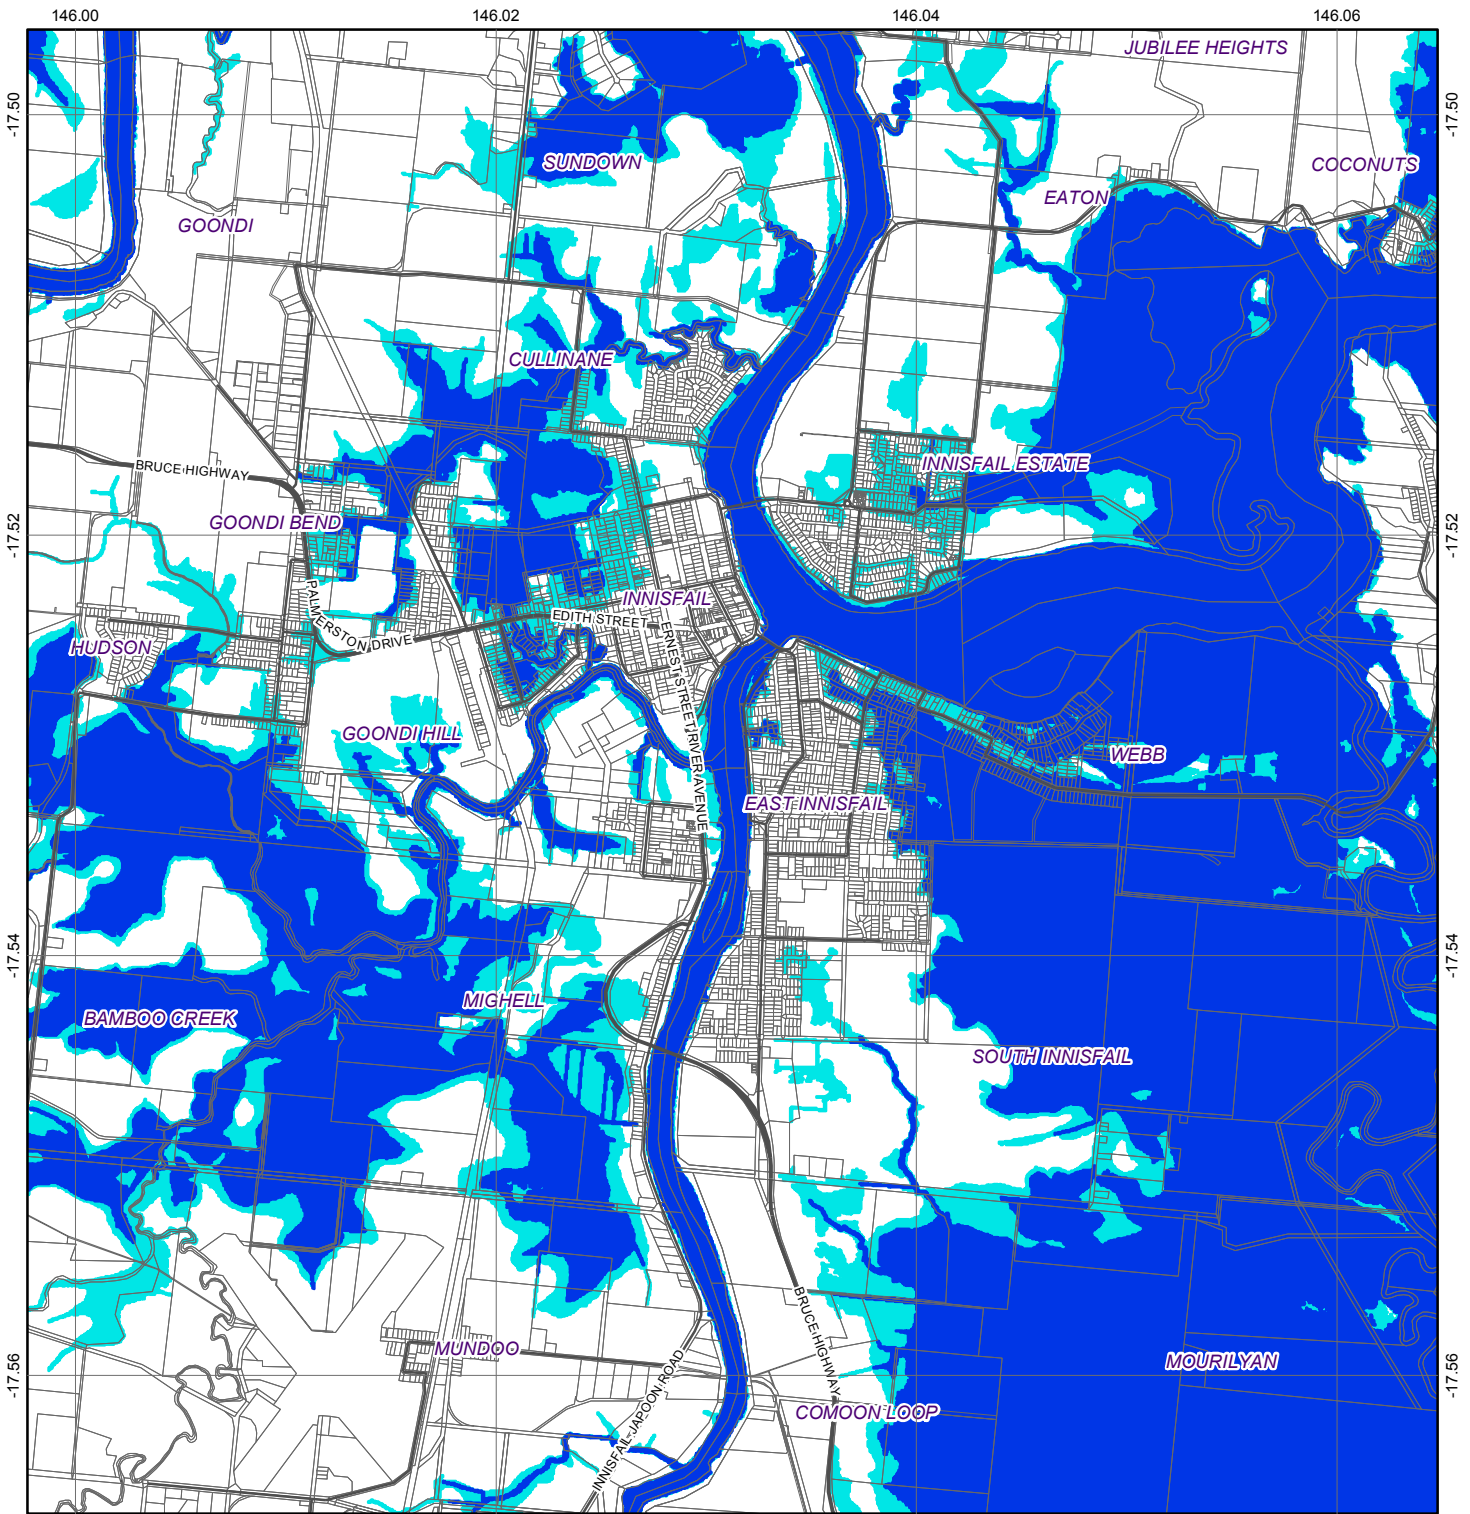 146.00 146.02 146.04 146.06
JUBILEE HEIGHTS
-17.50 -17.50
SUNDOWN
COCONUTS
EATON
GOONDI
CULLINANE
INNISFAIL ESTATE
BRUCE HIGHWAY
GOONDI BEND
-17.52 -17.52
INNISFAIL
EDITH STREET
PALMERSTON DRIVE
HUDSON
ERNEST STREET
GOONDI HILL
RIVER AVENUE
WEBB
EAST INNISFAIL
-17.54 -17.54
MIGHELL
BAMBOO CREEK
SOUTH INNISFAIL
BRUCE HIGHWAY
MUNDOO
INNISFAIL-JAPOON ROAD
MOURILYAN
-17.56 -17.56
COMOON LOOP